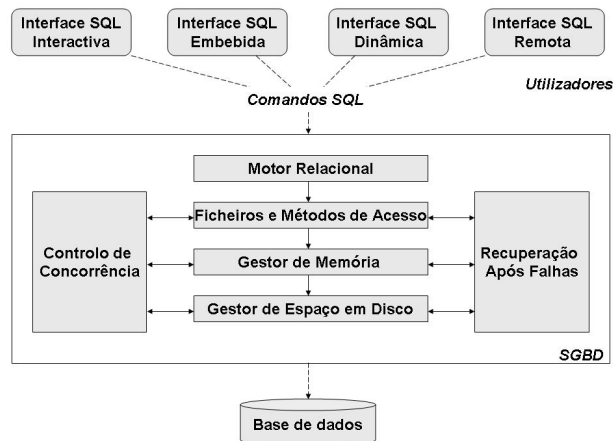 Interface SQL
Interactiva
Interface SQL
Embebida
Interface SQL
Dinâmica
Interface SQL
Remota
Utilizadores
Comandos SQL
Motor Relacional
Ficheiros e Métodos de Acesso
Controlo de
Concorrência
Gestor de Memória
Recuperação
Após Falhas
Gestor de Espaço em Disco
SGBD
Base de dados